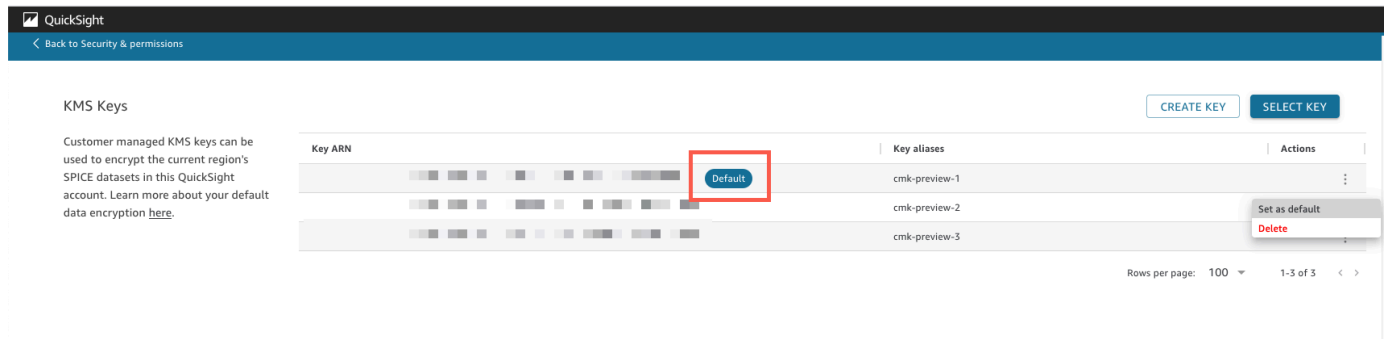 QuickSight
Back to Security & permissions
KMS Keys
CREATE KEY
SELECT KEY
Customer managed KMS keys can be
used to encrypt the current region's
SPICE datasets in this QuickSight
account. Learn more about your default
data encryption here.
Key ARN
Key aliases
Actions
Default
cmk-preview-1
cmk-preview-2
Set as default
Delete
cmk-preview-3
Rows per page: 100
1-3 of 3